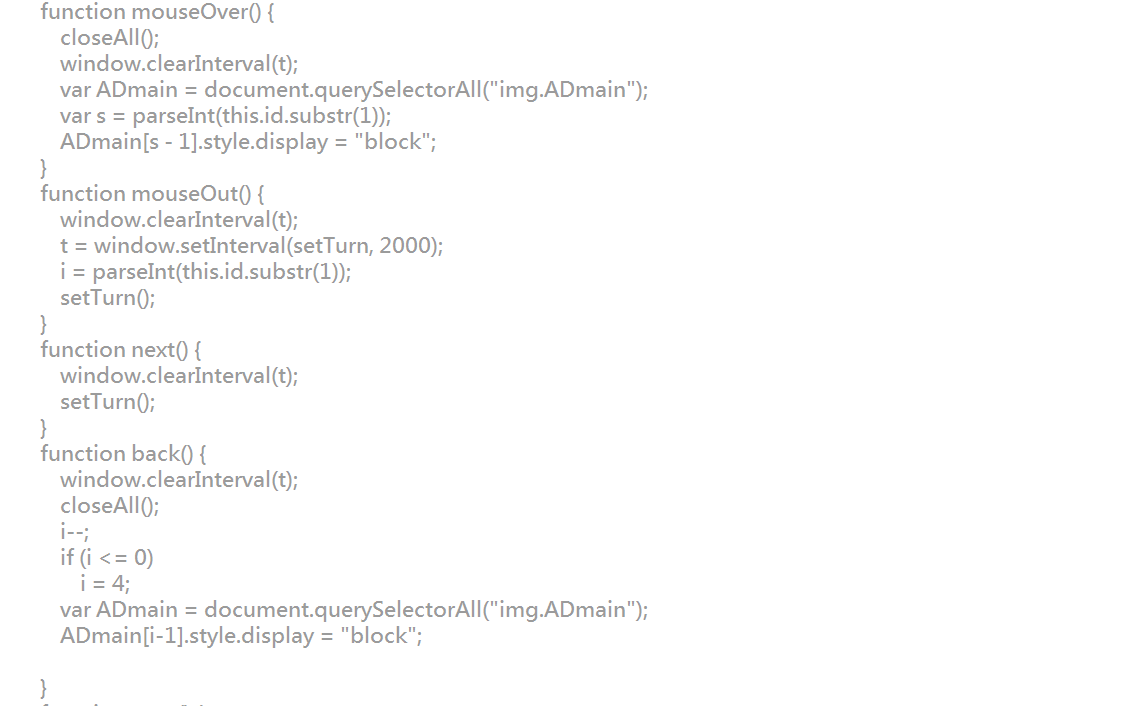 function mouseOver() {
closeAll();
window.clearInterval(t);
var ADmain = document.querySelectorAll("img.ADmain");
var s = parseInt(this.id.substr(1));
ADmain[s - 1].style.display = "block";
}
function mouseOut() {
window.clearInterval(t);
t = window.setInterval(setTurn, 2000);
i = parseInt(this.id.substr(1));
setTurn();
}
function next() {
window.clearInterval(t);
setTurn();
}
function back() {
window.clearInterval(t);
closeAll();
i--;
if (i <= 0)
i = 4;
var ADmain = document.querySelectorAll("img.ADmain");
ADmain[i-1].style.display = "block";
}